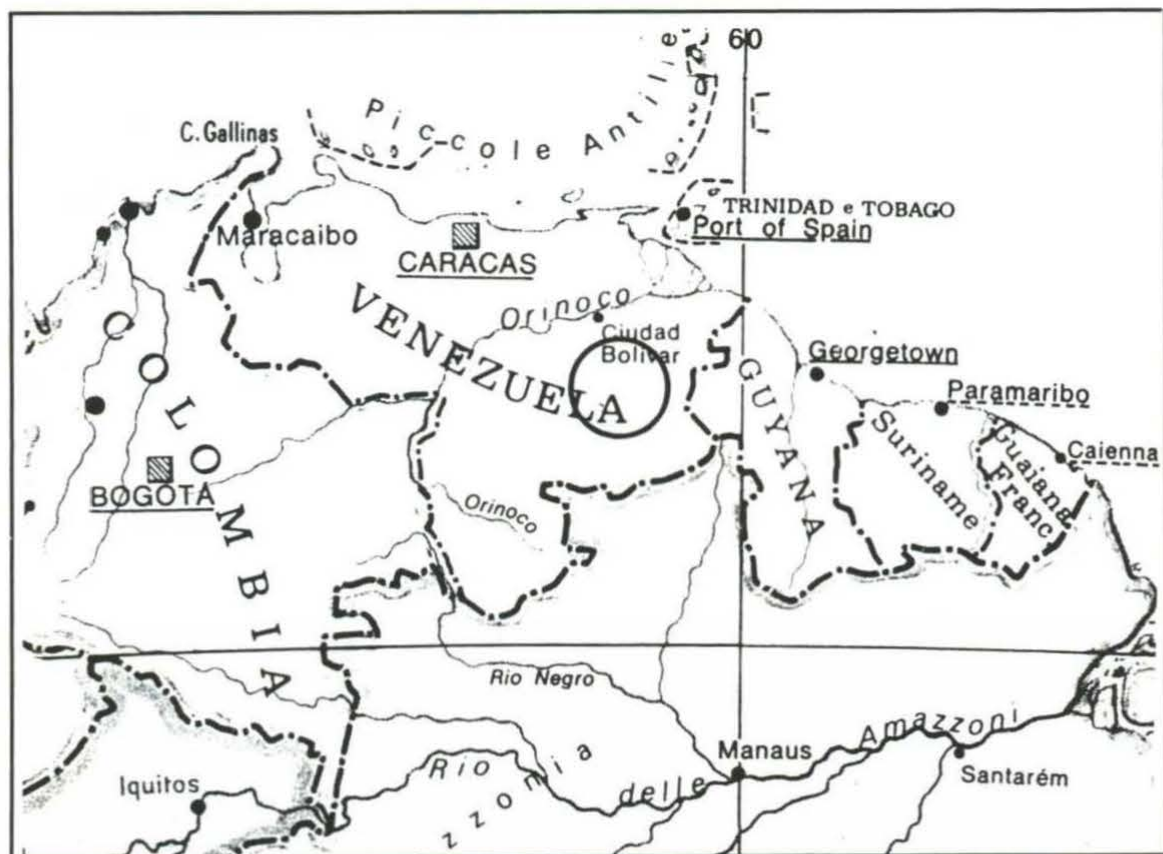 60
Piccole Antille
C. Gallinas
TRINIDAD e TOBAGO
Port of Spain
Maracaibo
CARACAS
VENEZUELA
Orinoco
Ciudad
Bolivar
GUYANA
Georgetown
Paramaribo
Suriname
Guaiana
Franc
Caienna
COLOMBIA
BOGOTA
Orinoco
Rio Negro
Amazzoni
Manaus
Santarém
Iquitos
Rio
delle
zzonia